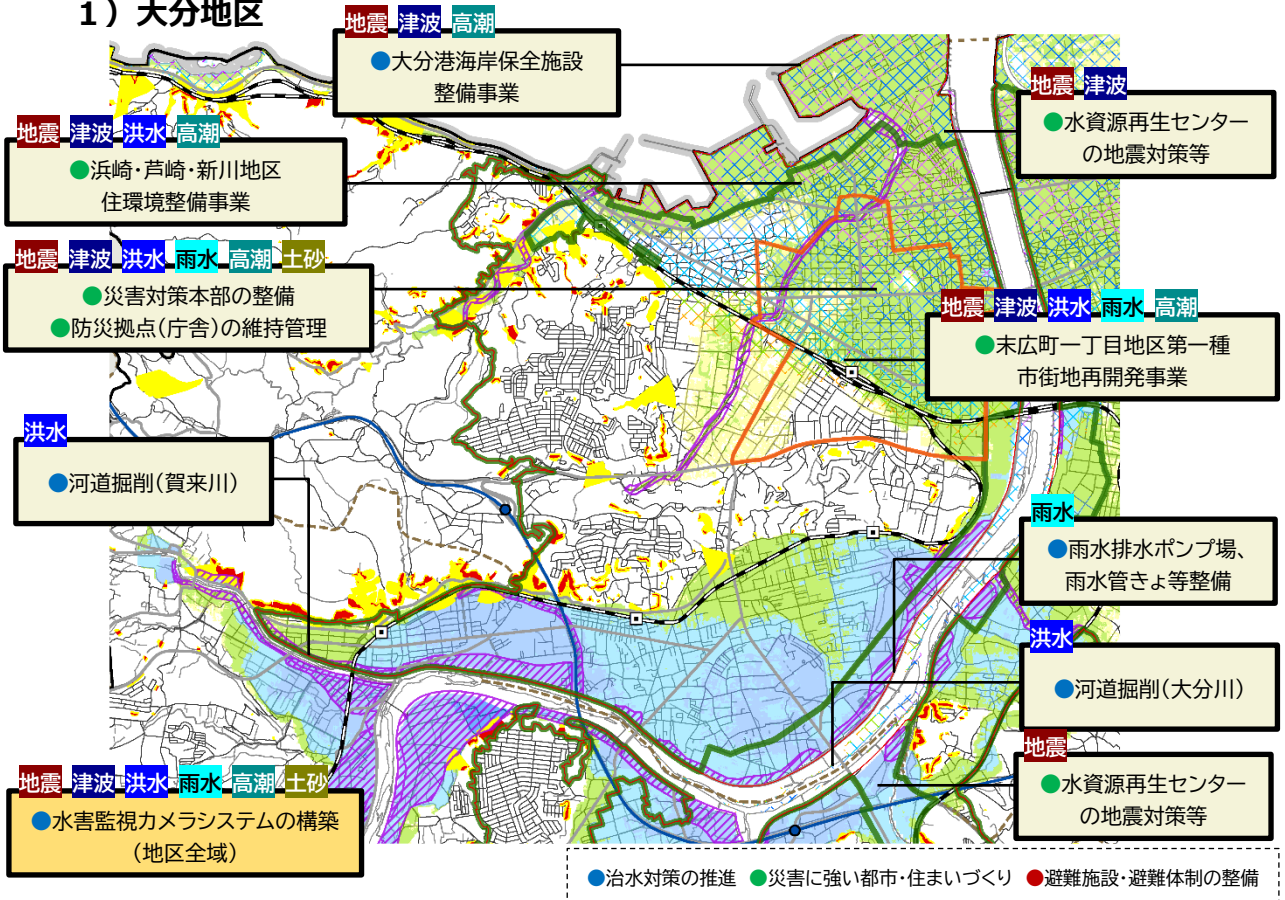 1）大分地区
地震 津波 高潮
●大分港海岸保全施設
整備事業
地震 津波
●水資源再生センター
の地震対策等
地震 津波 洪水 高潮
●浜崎・芦崎・新川地区
住環境整備事業
地震 津波 洪水 雨水 高潮 土砂
●災害対策本部の整備
●防災拠点（庁舎）の維持管理
地震 津波 洪水 雨水 高潮
●末広町一丁目地区第一種
市街地再開発事業
洪水
●河道掘削（賀来川）
雨水
●雨水排水ポンプ場、
雨水管きょ等整備
洪水
●河道掘削（大分川）
地震
●水資源再生センター
の地震対策等
地震 津波 洪水 雨水 高潮 土砂
●水害監視カメラシステムの構築
（地区全域）
●治水対策の推進 ●災害に強い都市・住まいづくり ●避難施設・避難体制の整備